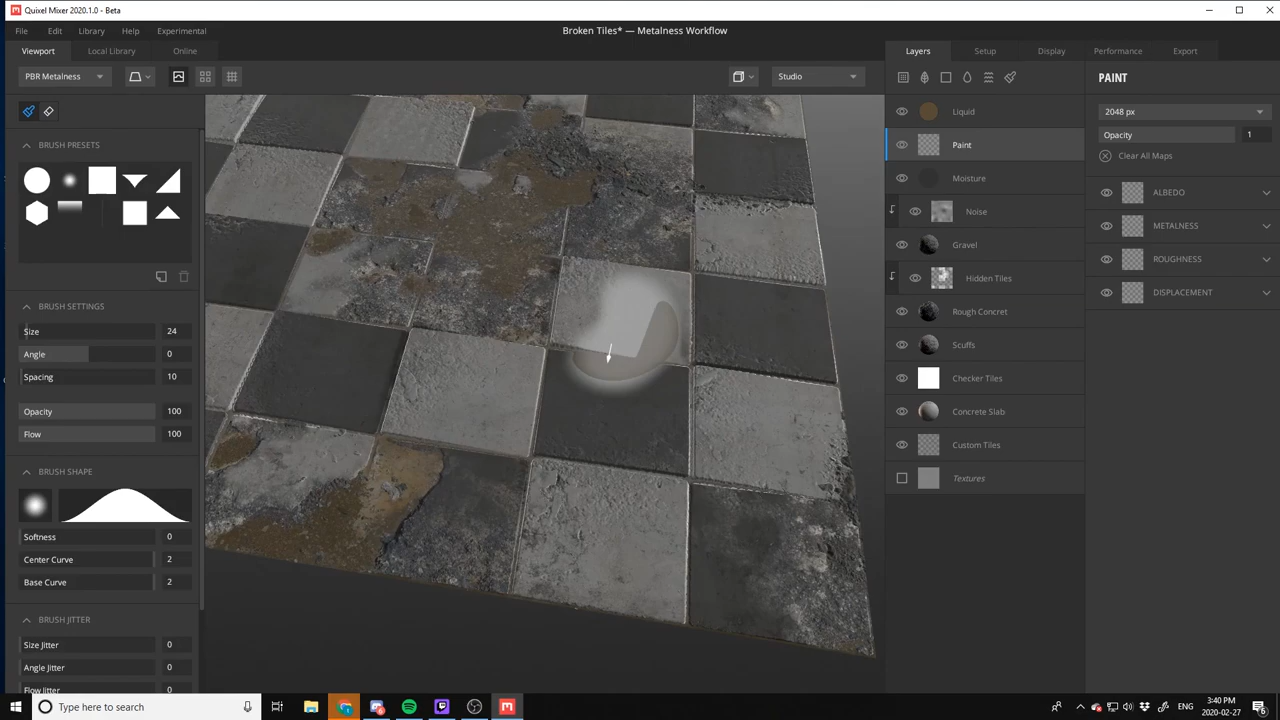 Quixel Mixer 2020.1.0 - Beta
File Edit Library Help Experimental
Broken Tiles* — Metalness Workflow
Viewport Local Library Online
Layers Setup Display Performance Export
PBR Metalness
Studio
PAINT
2048 px
Opacity 1
Clear All Maps
ALBEDO
METALNESS
ROUGHNESS
DISPLACEMENT
Liquid
Paint
Moisture
Noise
Gravel
Hidden Tiles
Rough Concret
Scuffs
Checker Tiles
Concrete Slab
Custom Tiles
Textures
BRUSH PRESETS
BRUSH SETTINGS
Size 24
Angle 0
Spacing 10
Opacity 100
Flow 100
BRUSH SHAPE
Softness 0
Center Curve 2
Base Curve 2
BRUSH JITTER
Size Jitter 0
Angle Jitter 0
Flow Jitter 0
Type here to search
ENG
3:40 PM
2020-02-27